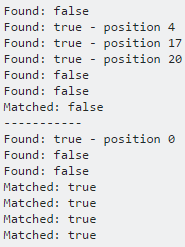 Found: false
Found: true - position 4
Found: true - position 17
Found: true - position 20
Found: false
Found: false
Matched: false
-----------
Found: true - position 0
Found: false
Found: false
Matched: true
Matched: true
Matched: true
Matched: true